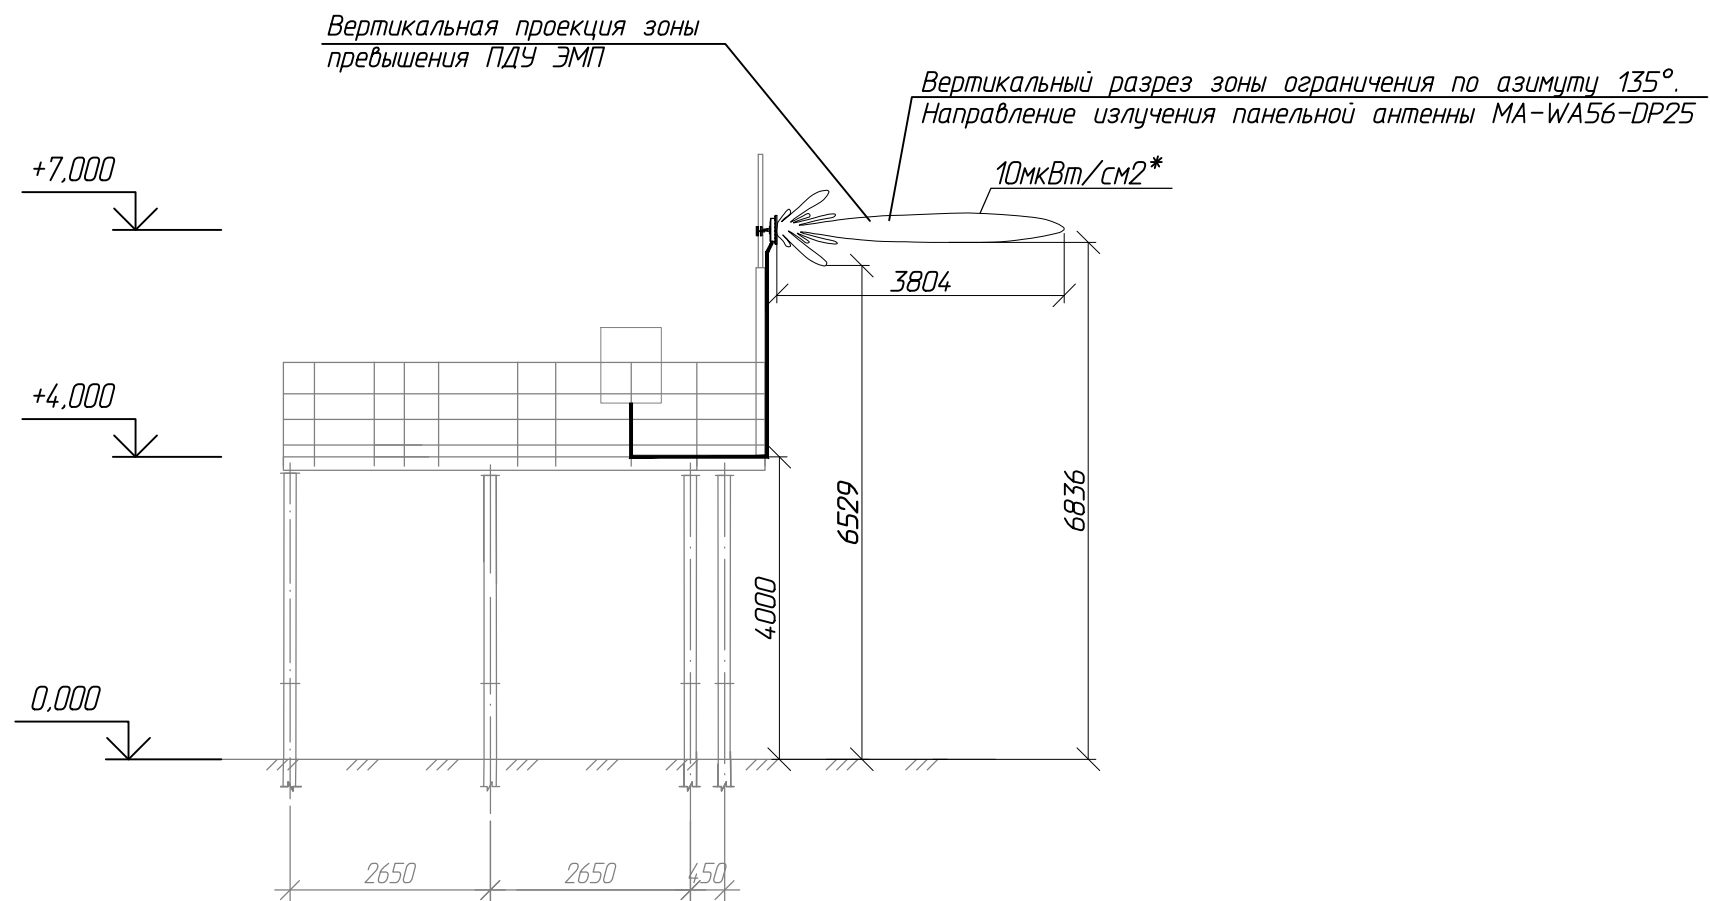 Вертикальная проекция зоны
превышения ПДУ ЭМП
Вертикальный разрез зоны ограничения по азимуту 135°.
Направление излучения панельной антенны MA-WA56-DP25
+7,000
10мкВт/см2*
3804
+4,000
6529
6836
4000
0,000
2650
2650
450